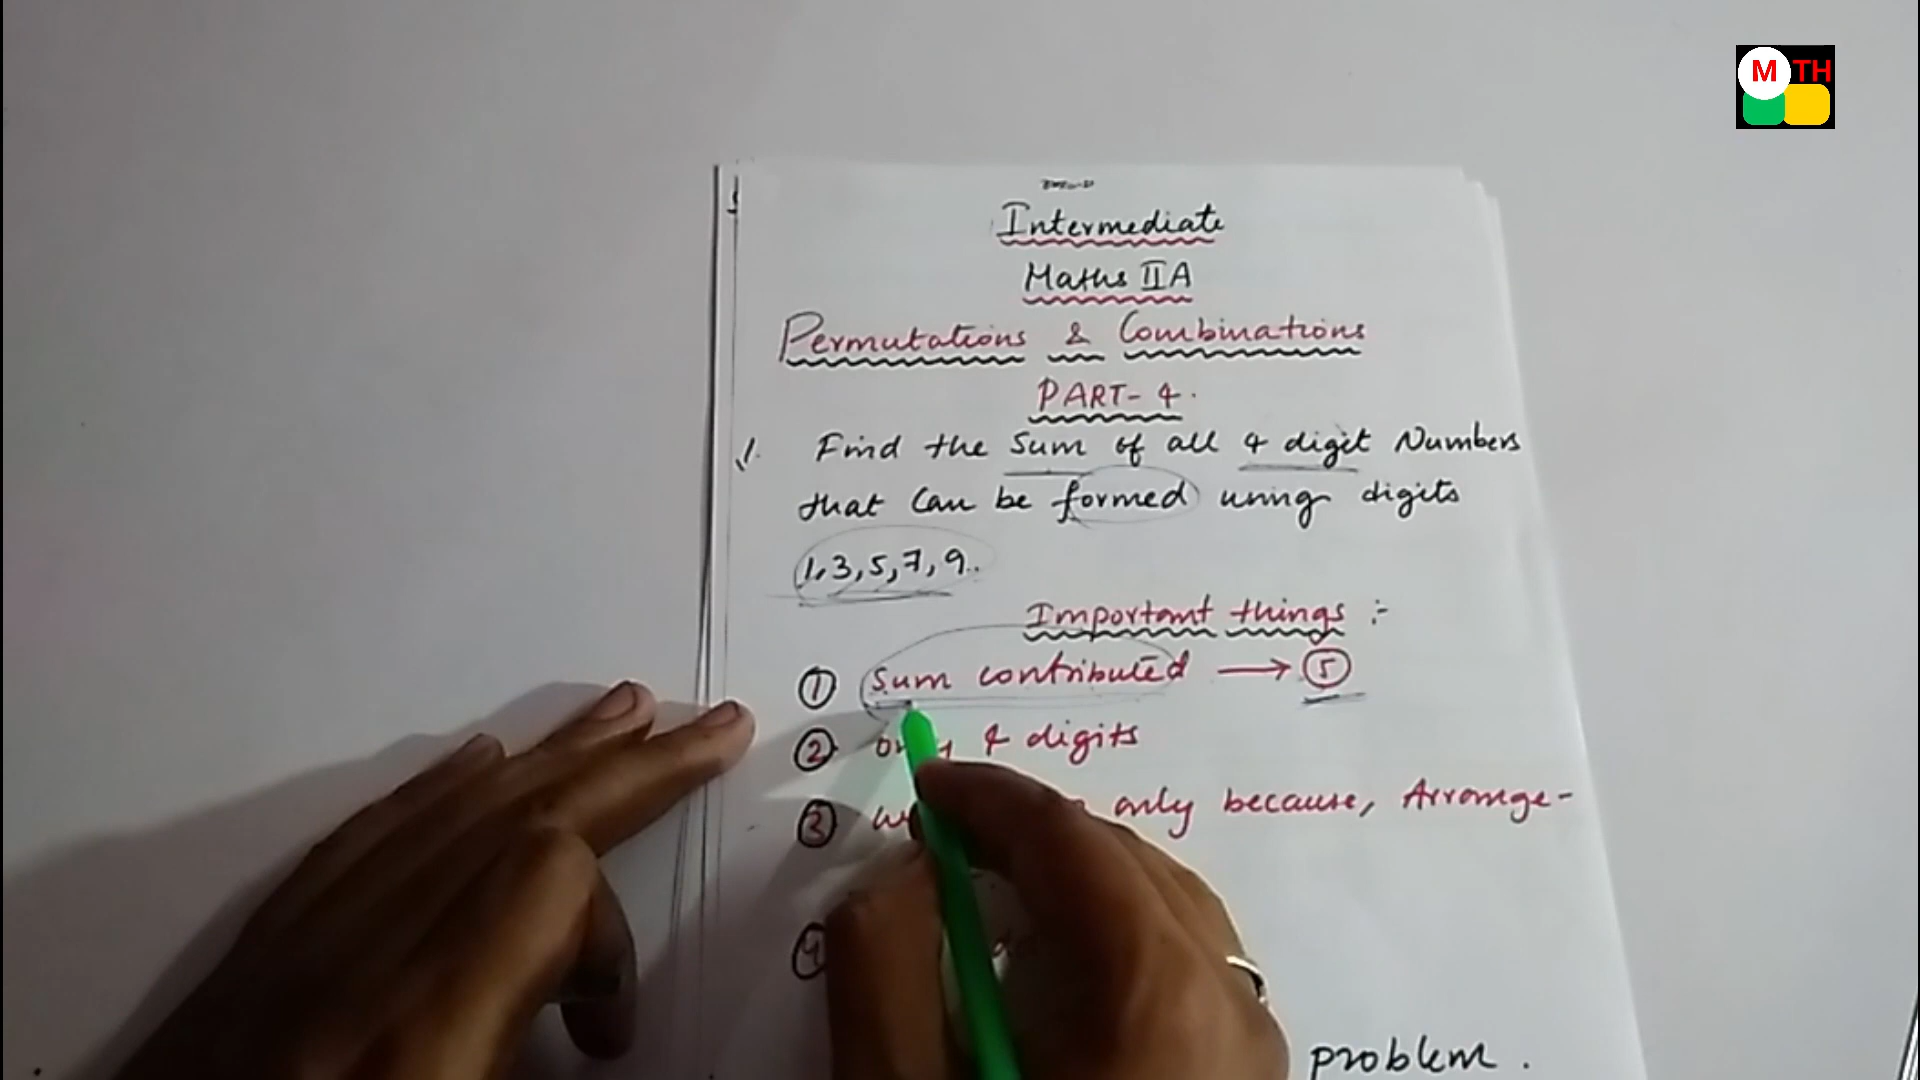 M TH
Intermediate
Maths II A
Permutations & Combinations
PART- 4.
1. Find the Sum of all 4 digit Numbers
that Can be formed using digits
1,3,5,7,9.
Important things :-
① Sum contributed → ⑤
② 4 digits
③ only because, Arrange-
④
problem.